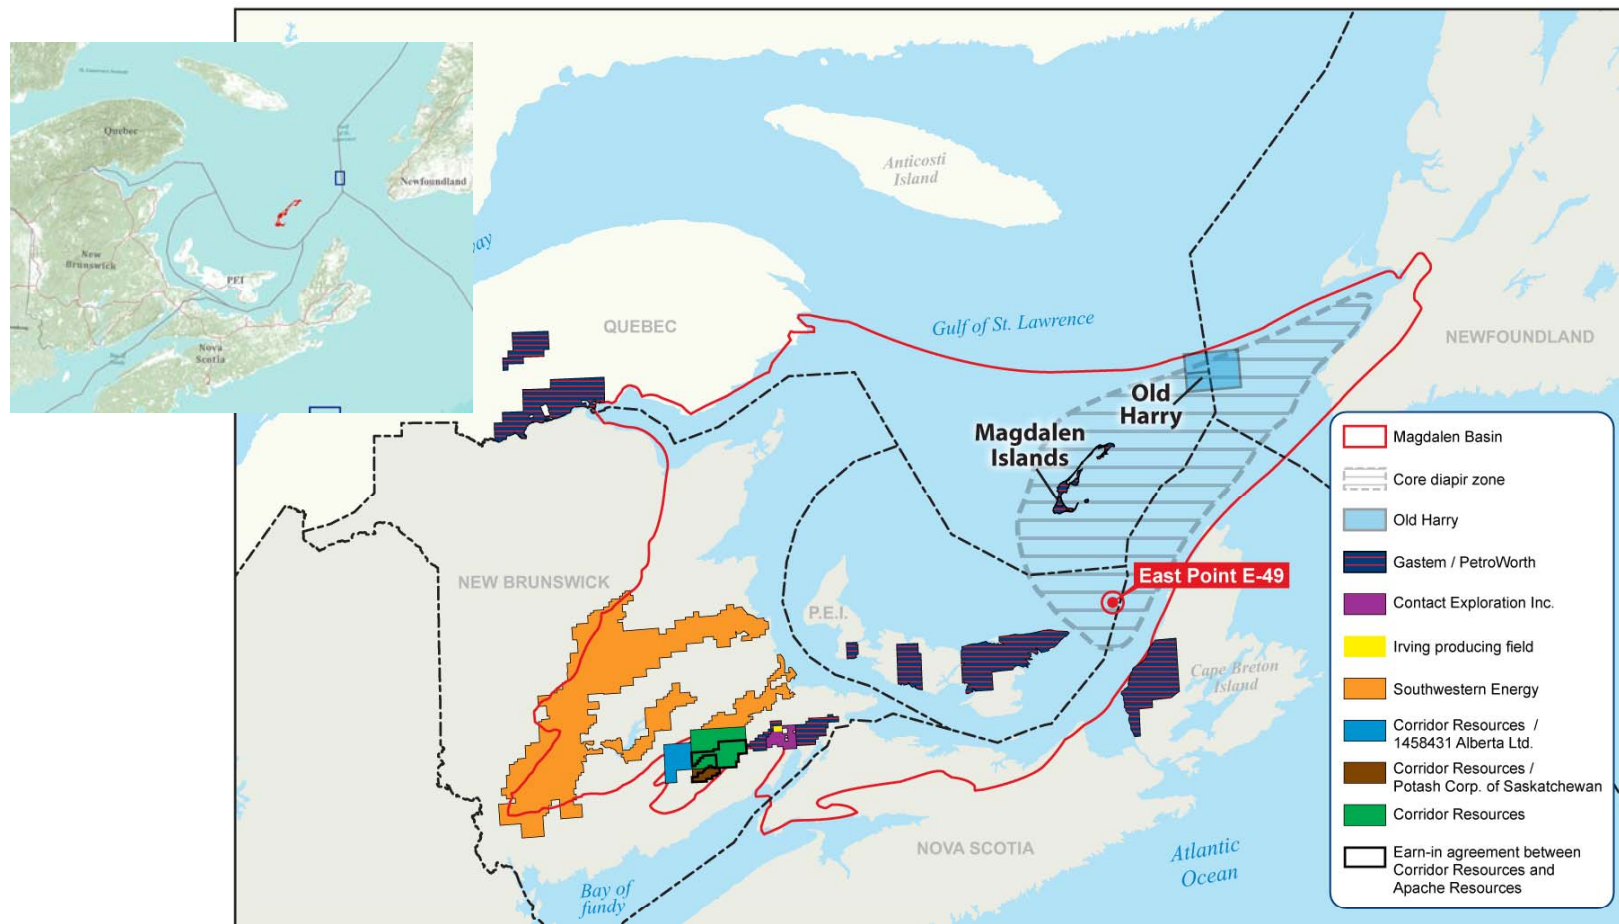 Quebec
Newfoundland
New
Brunswick
PEI
Nova
Scotia
way
Anticosti
Island
QUEBEC
Gulf of St. Lawrence
NEWFOUNDLAND
Old
Harry
Magdalen
Islands
NEW BRUNSWICK
P.E.I.
East Point E-49
Cape Breton
Island
NOVA SCOTIA
Atlantic
Ocean
Bay of
fundy
Magdalen Basin
Core diapir zone
Old Harry
Gastem / PetroWorth
Contact Exploration Inc.
Irving producing field
Southwestern Energy
Corridor Resources /
1458431 Alberta Ltd.
Corridor Resources /
Potash Corp. of Saskatchewan
Corridor Resources
Earn-in agreement between
Corridor Resources and
Apache Resources